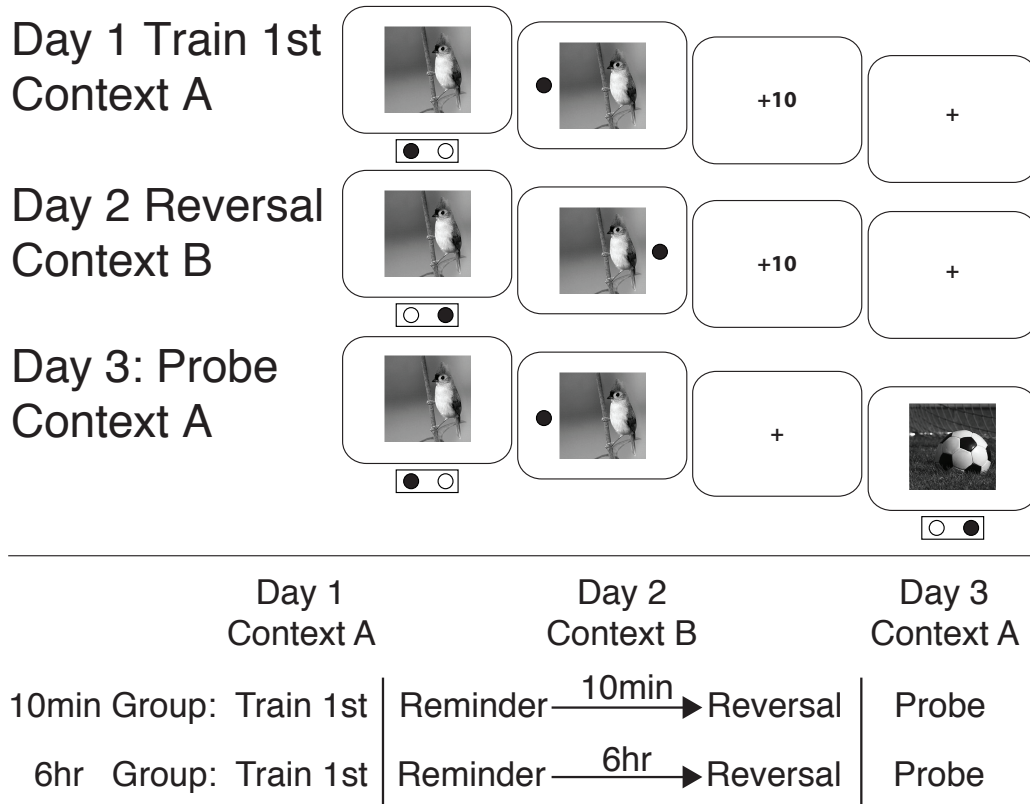 Day 1 Train 1st
Context A
+10
+
Day 2 Reversal
Context B
+10
+
Day 3: Probe
Context A
+
Day 1
Context A
Day 2
Context B
Day 3
Context A
10min Group: Train 1st Reminder 10min Reversal Probe
6hr Group: Train 1st Reminder 6hr Reversal Probe